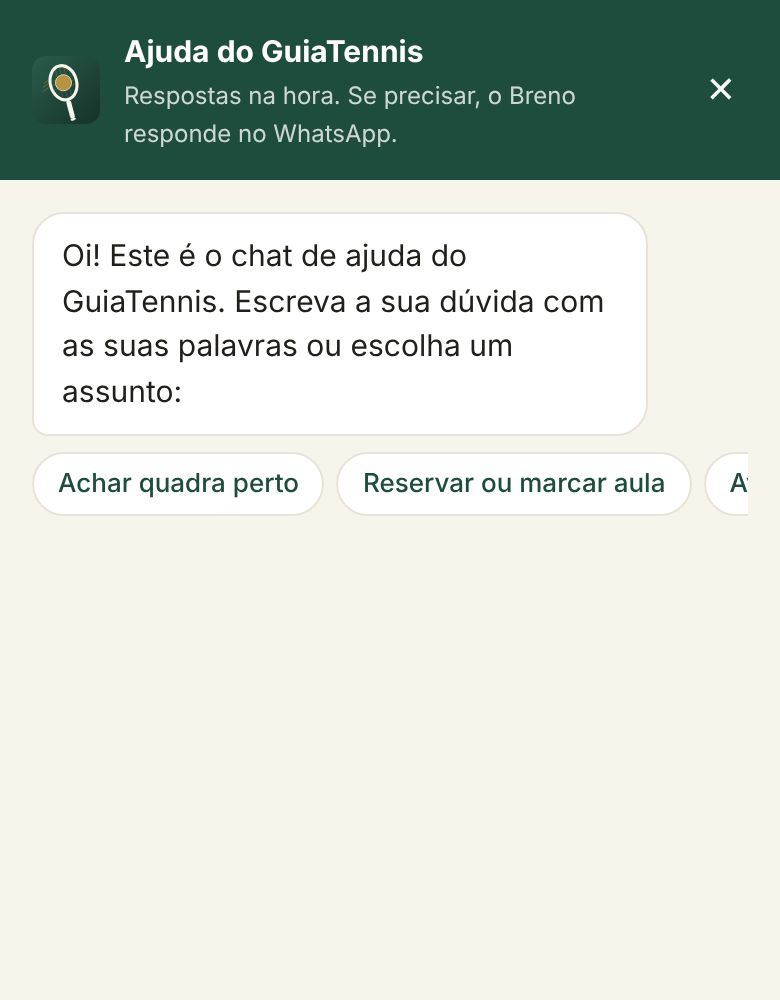 Ajuda do GuiaTennis
Respostas na hora. Se precisar, o Breno
responde no WhatsApp.
Oi! Este é o chat de ajuda do
GuiaTennis. Escreva a sua dúvida com
as suas palavras ou escolha um
assunto:
Achar quadra perto
Reservar ou marcar aula